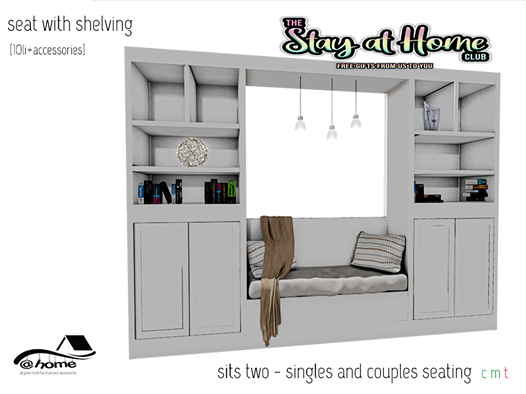 seat with shelving
[10li+accessories]
THE
Stay at Home
CLUB
FREE GIFTS FROM US TO YOU
@home
sits two - singles and couples seating c m t